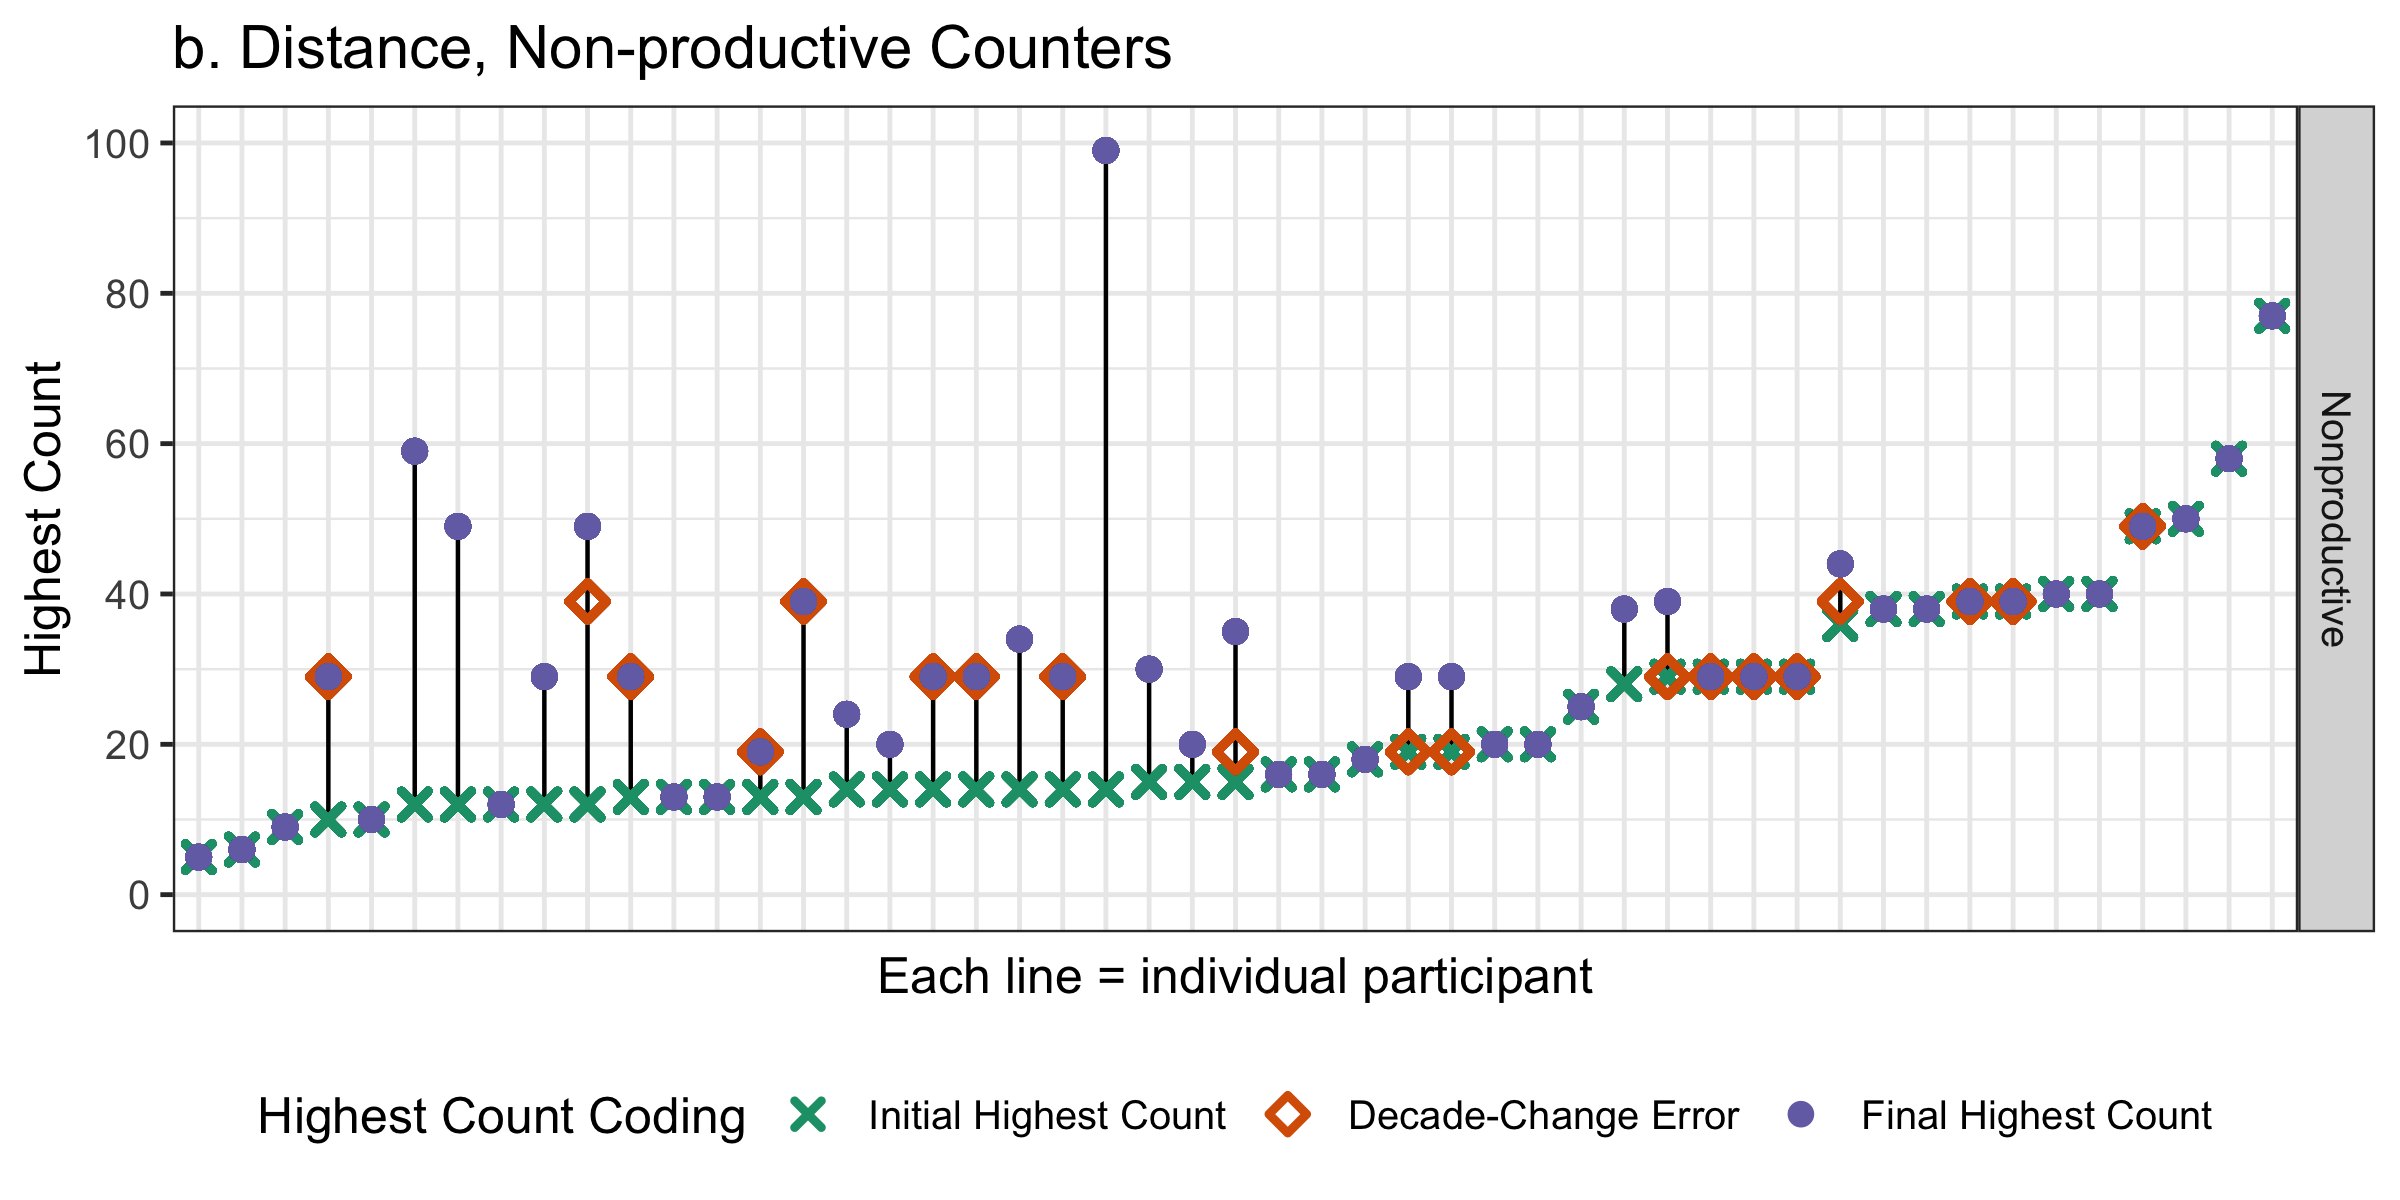 b. Distance, Non-productive Counters
100
80
60
40
20
0
Highest Count
Nonproductive
Each line = individual participant
Highest Count Coding
Initial Highest Count
Decade-Change Error
Final Highest Count